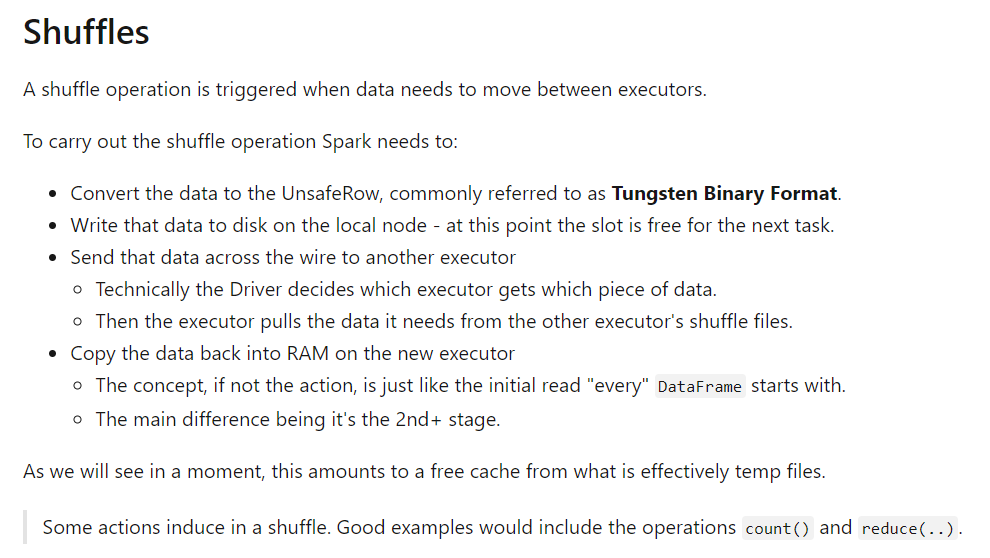 Shuffles
A shuffle operation is triggered when data needs to move between executors.
To carry out the shuffle operation Spark needs to:
• Convert the data to the UnsafeRow, commonly referred to as Tungsten Binary Format.
• Write that data to disk on the local node - at this point the slot is free for the next task.
• Send that data across the wire to another executor
◦ Technically the Driver decides which executor gets which piece of data.
◦ Then the executor pulls the data it needs from the other executor's shuffle files.
• Copy the data back into RAM on the new executor
◦ The concept, if not the action, is just like the initial read "every" DataFrame starts with.
◦ The main difference being it's the 2nd+ stage.
As we will see in a moment, this amounts to a free cache from what is effectively temp files.
Some actions induce in a shuffle. Good examples would include the operations count() and reduce(..).